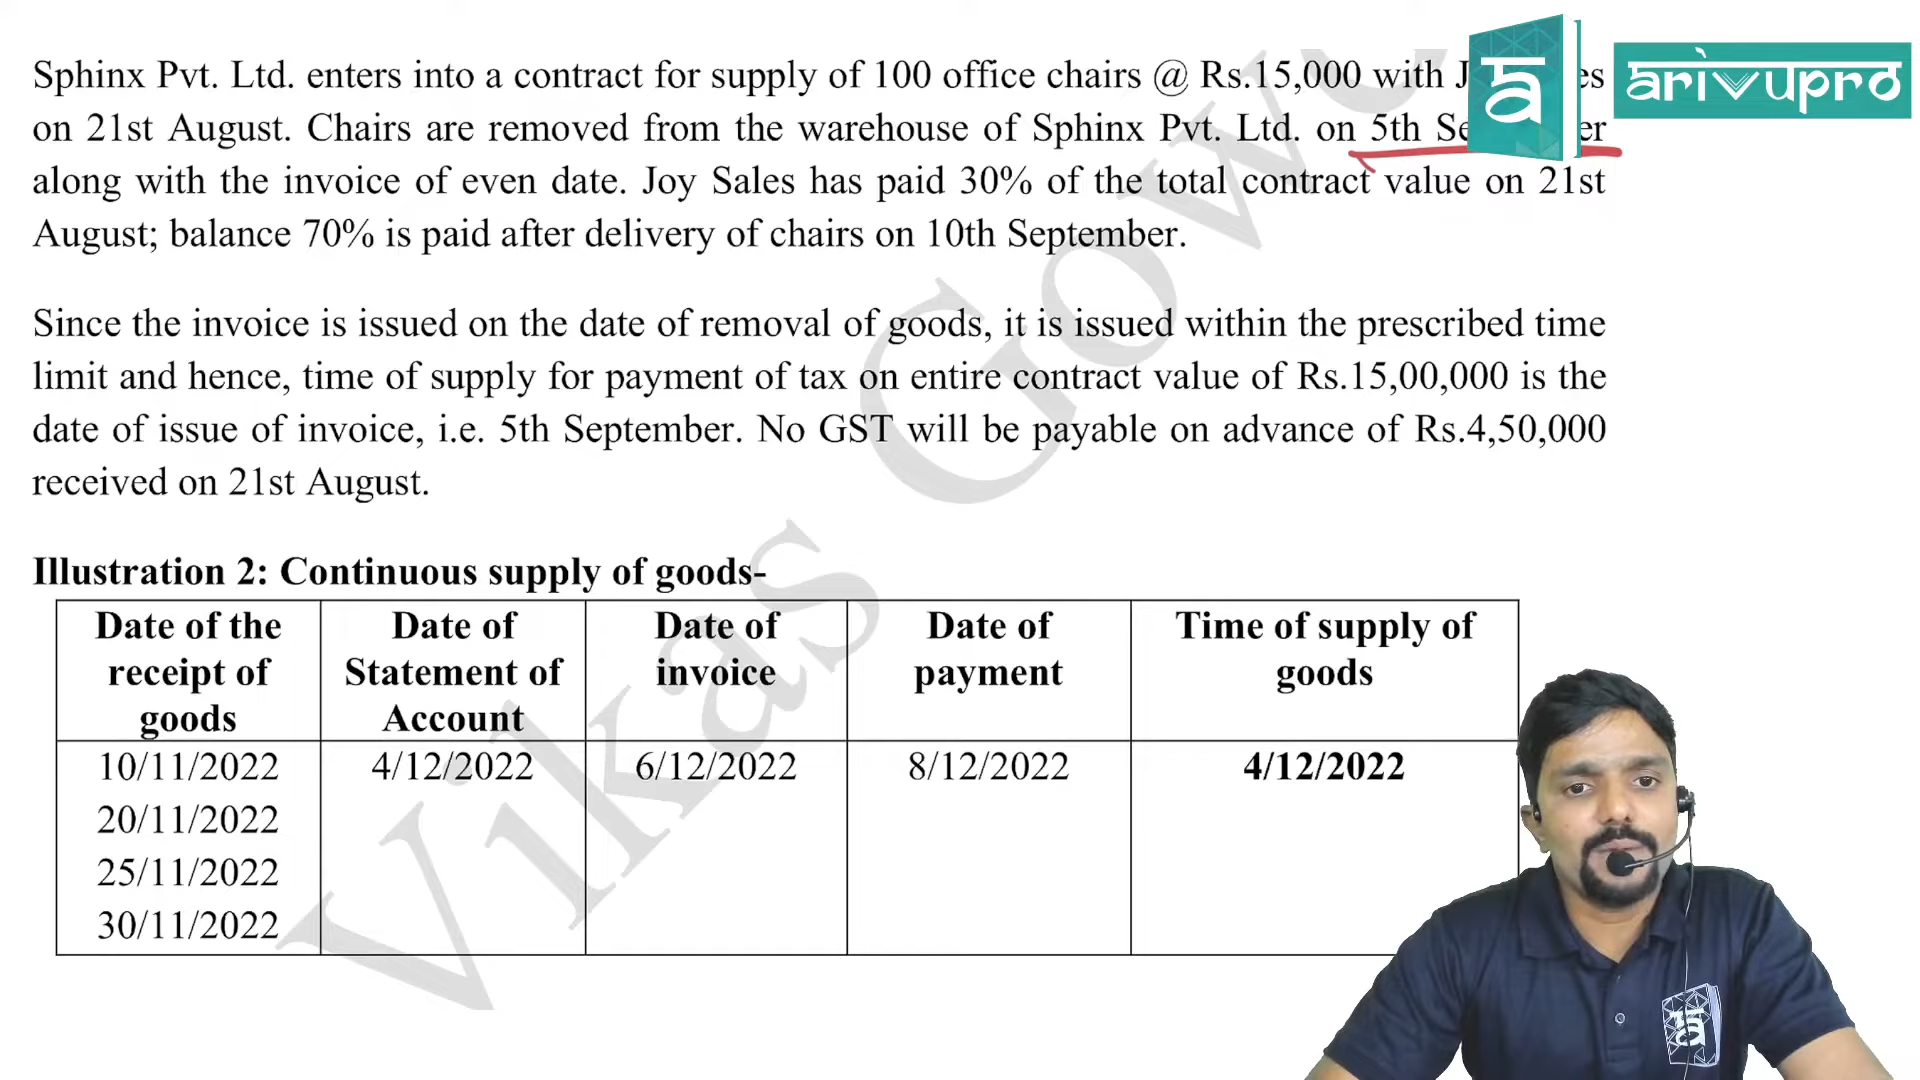 Sphinx Pvt. Ltd. enters into a contract for supply of 100 office chairs @ Rs.15,000 with
on 21st August. Chairs are removed from the warehouse of Sphinx Pvt. Ltd. on 5th
along with the invoice of even date. Joy Sales has paid 30% of the total contract value on 21st
August; balance 70% is paid after delivery of chairs on 10th September.
Since the invoice is issued on the date of removal of goods, it is issued within the prescribed time
limit and hence, time of supply for payment of tax on entire contract value of Rs.15,00,000 is the
date of issue of invoice, i.e. 5th September. No GST will be payable on advance of Rs.4,50,000
received on 21st August.
Illustration 2: Continuous supply of goods-
Date of the receipt of goods
Date of Statement of Account
Date of invoice
Date of payment
Time of supply of goods
10/11/2022 4/12/2022 6/12/2022 8/12/2022 4/12/2022
20/11/2022
25/11/2022
30/11/2022
Vikas Gow
arivupro